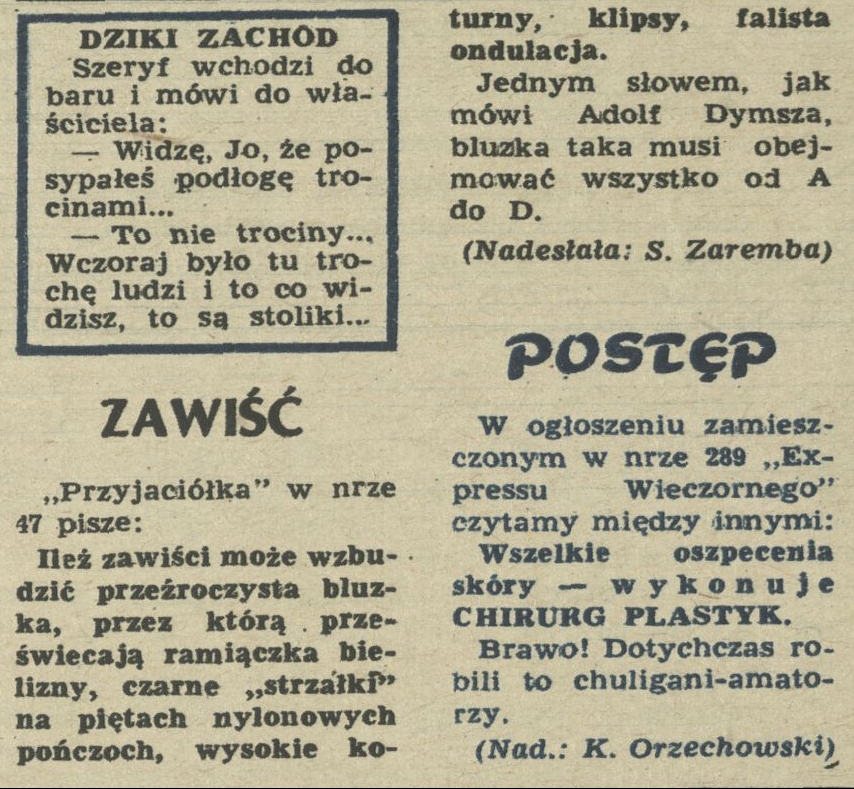 DZIKI ZACHÓD
Szeryf wchodzi do
baru i mówi do wła-
ściciela:
— Widzę, Jo, że po-
sypałeś podłogę tro-
cinami...
— To nie trociny...
Wczoraj było tu tro-
chę ludzi i to co wi-
dzisz, to są stoliki...
ZAWIŚĆ
„Przyjaciółka” w nrze
47 pisze:
Ileż zawiści może wzbu-
dzić przeźroczysta bluz-
ka, przez którą prze-
świecają ramiączka bie-
lizny, czarne „strzałki”
na piętach nylonowych
pończoch, wysokie ko-
turny, klipsy, falista
ondulacja.
Jednym słowem, jak
mówi Adolf Dymsza,
bluzka taka musi obej-
mować wszystko od A
do D.
(Nadesłała: S. Zaremba)
POSTĘP
W ogłoszeniu zamiesz-
czonym w nrze 289 „Ex-
pressu Wieczornego”
czytamy między innymi:
Wszelkie oszpecenia
skóry — wykonuje
CHIRURG PLASTYK.
Brawo! Dotychczas ro-
bili to chuligani-amato-
rzy.
(Nad.: K. Orzechowski)